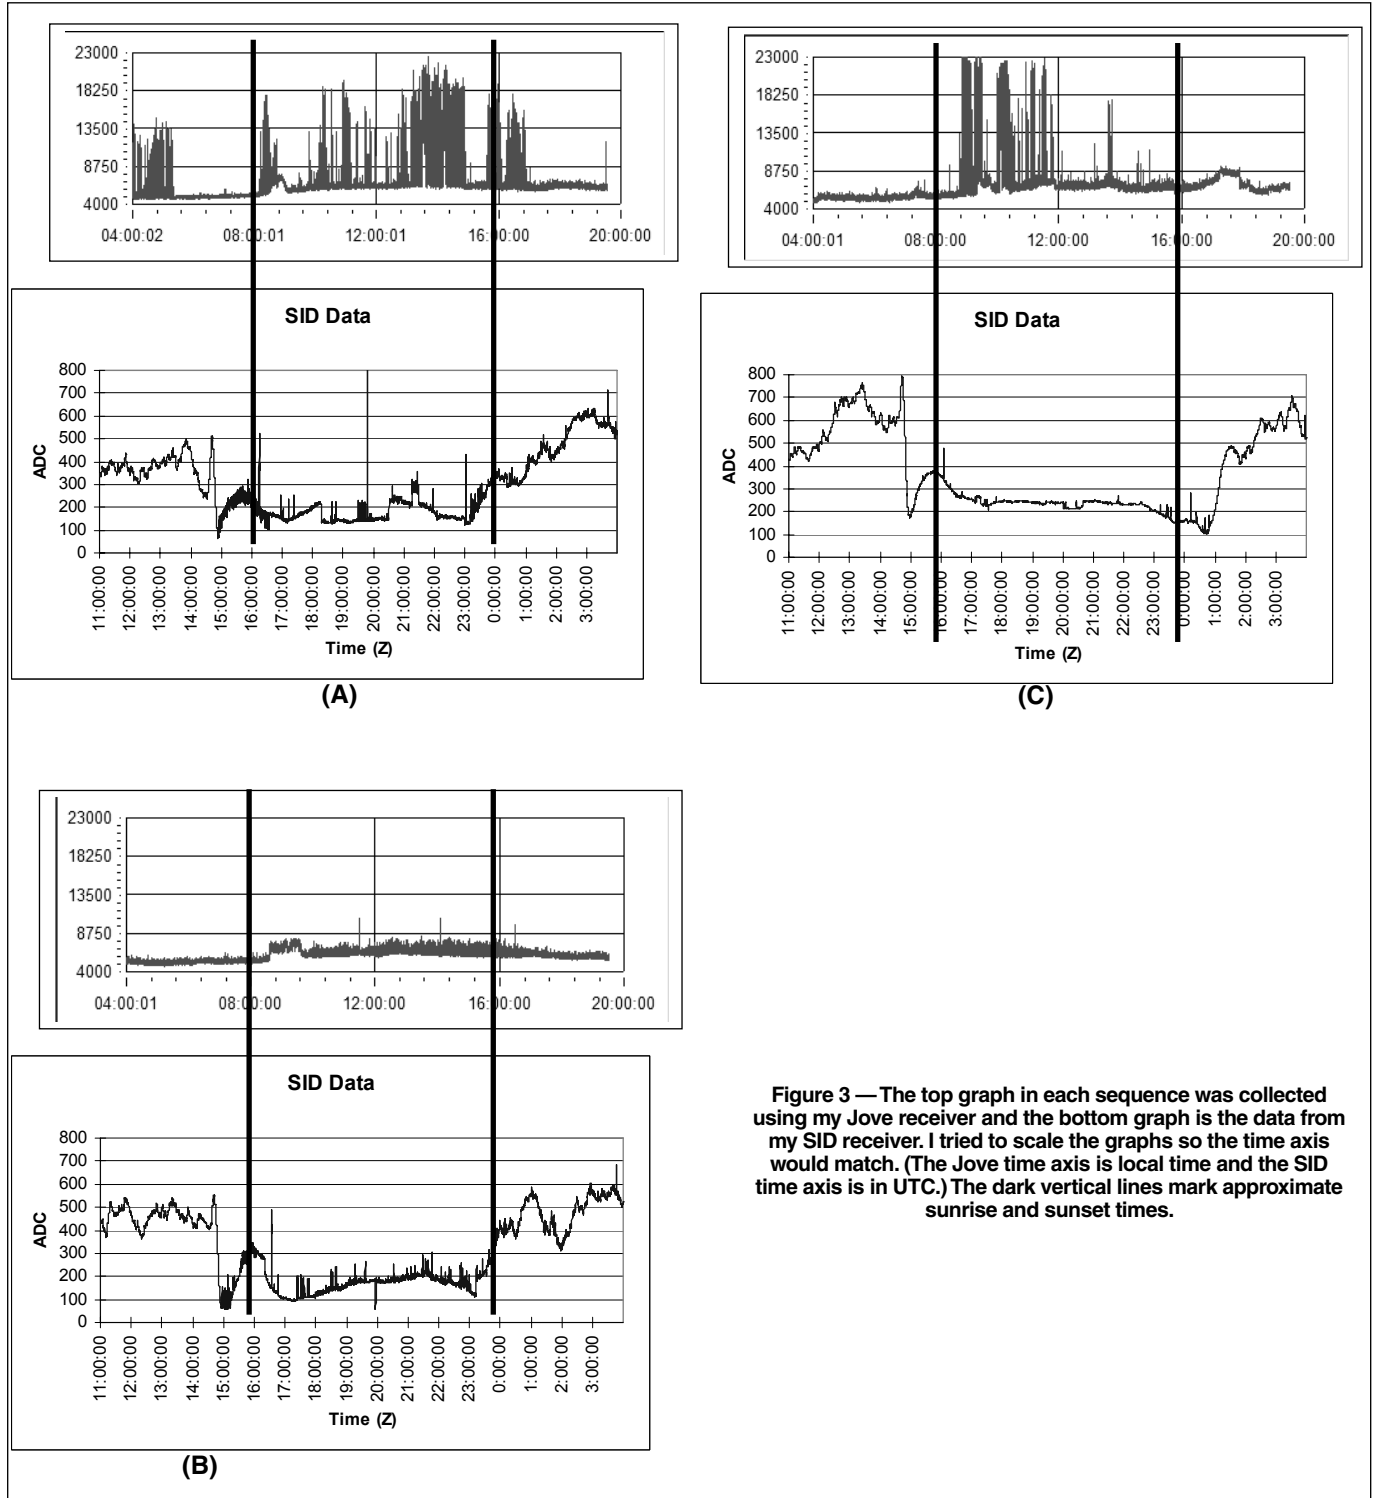 23000
18250
13500
8750
4000
04:00:02 08:00:01 12:00:01 16:00:00 20:00:00
SID Data
800
700
600
500
400
300
200
100
0
ADC
11:00:00 12:00:00 13:00:00 14:00:00 15:00:00 16:00:00 17:00:00 18:00:00 19:00:00 20:00:00 21:00:00 22:00:00 23:00:00 0:00:00 1:00:00 2:00:00 3:00:00
Time (Z)
(A)
23000
18250
13500
8750
4000
04:00:01 08:00:00 12:00:00 16:00:00 20:00:00
SID Data
800
700
600
500
400
300
200
100
0
ADC
11:00:00 12:00:00 13:00:00 14:00:00 15:00:00 16:00:00 17:00:00 18:00:00 19:00:00 20:00:00 21:00:00 22:00:00 23:00:00 0:00:00 1:00:00 2:00:00 3:00:00
Time (Z)
(C)
23000
18250
13500
8750
4000
04:00:01 08:00:00 12:00:00 16:00:00 20:00:00
SID Data
800
700
600
500
400
300
200
100
0
ADC
11:00:00 12:00:00 13:00:00 14:00:00 15:00:00 16:00:00 17:00:00 18:00:00 19:00:00 20:00:00 21:00:00 22:00:00 23:00:00 0:00:00 1:00:00 2:00:00 3:00:00
Time (Z)
(B)
Figure 3 — The top graph in each sequence was collected
using my Jove receiver and the bottom graph is the data from
my SID receiver. I tried to scale the graphs so the time axis
would match. (The Jove time axis is local time and the SID
time axis is in UTC.) The dark vertical lines mark approximate
sunrise and sunset times.